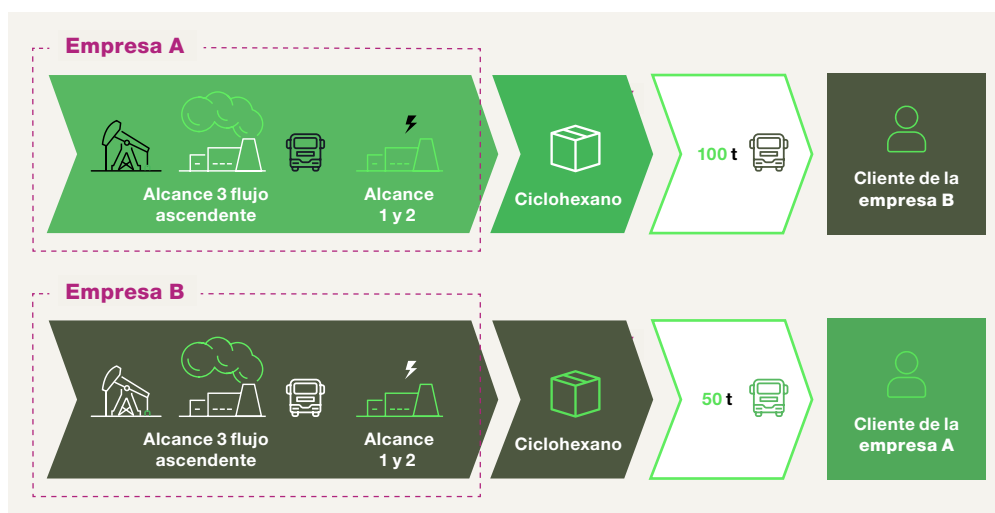 Empresa A
Alcance 3 flujo
ascendente
Alcance
1 y 2
Ciclohexano
100 t
Cliente de la
empresa B
Empresa B
Alcance 3 flujo
ascendente
Alcance
1 y 2
Ciclohexano
50 t
Cliente de la
empresa A